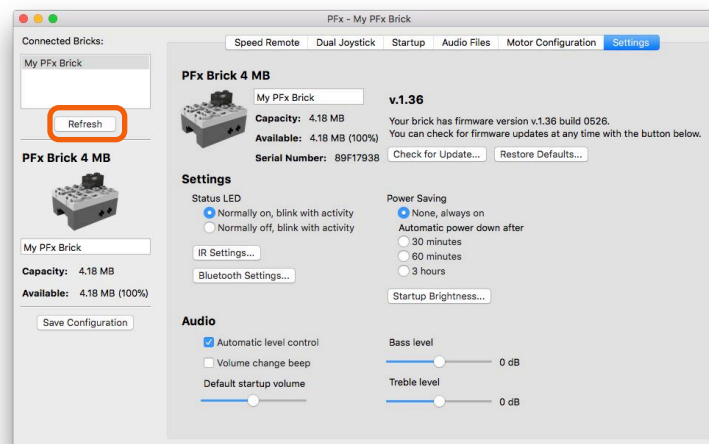 PFx - My PFx Brick
Connected Bricks:
My PFx Brick
Refresh
PFx Brick 4 MB
My PFx Brick
Capacity: 4.18 MB
Available: 4.18 MB (100%)
Save Configuration
Speed Remote Dual Joystick Startup Audio Files Motor Configuration Settings
PFx Brick 4 MB
My PFx Brick
Capacity: 4.18 MB
Available: 4.18 MB (100%)
Serial Number: 89F17938
v.1.36
Your brick has firmware version v.1.36 build 0526.
You can check for firmware updates at any time with the button below.
Check for Update... Restore Defaults...
Settings
Status LED
Normally on, blink with activity
Normally off, blink with activity
IR Settings...
Bluetooth Settings...
Power Saving
None, always on
Automatic power down after
30 minutes
60 minutes
3 hours
Startup Brightness...
Audio
Automatic level control
Volume change beep
Default startup volume
Bass level
0 dB
Treble level
0 dB